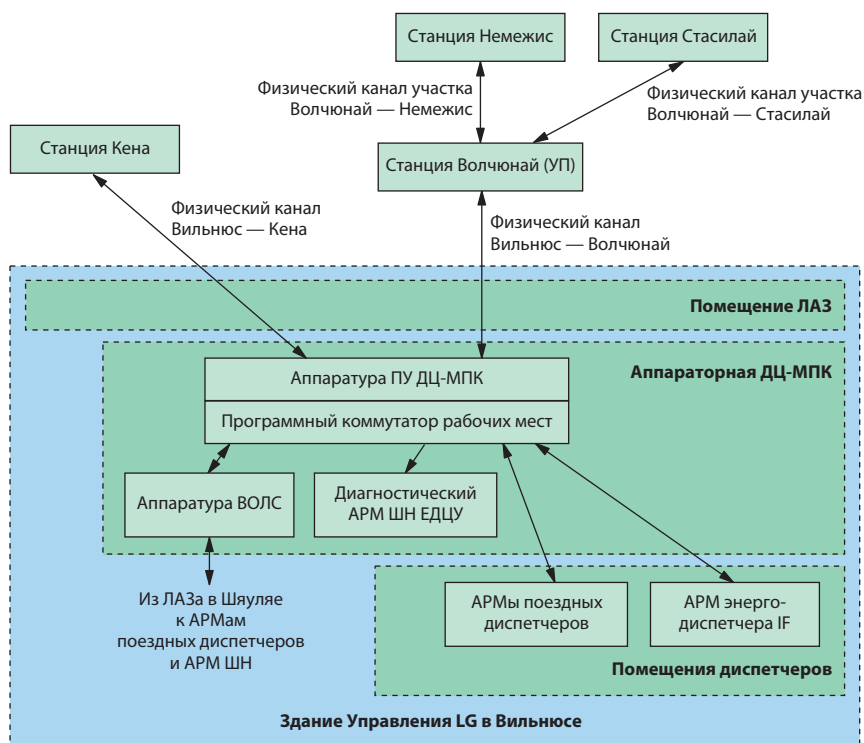 Станция Немежис
Станция Стасилай
Физический канал участка
Волчюнай — Немежис
Физический канал участка
Волчюнай — Стасилай
Станция Кена
Станция Волчюнай (УП)
Физический канал
Вильнюс — Кена
Физический канал
Вильнюс — Волчюнай
Помещение ЛАЗ
Аппараторная ДЦ-МПК
Аппаратура ПУ ДЦ-МПК
Программный коммутатор рабочих мест
Аппаратура ВОЛС
Диагностический
АРМ ШН ЕДЦУ
Из ЛАЗа в Шяуляе
к АРМам
поездных диспетчеров
и АРМ ШН
АРМы поездных
диспетчеров
АРМ энерго-
диспетчера IF
Помещения диспетчеров
Здание Управления LG в Вильнюсе